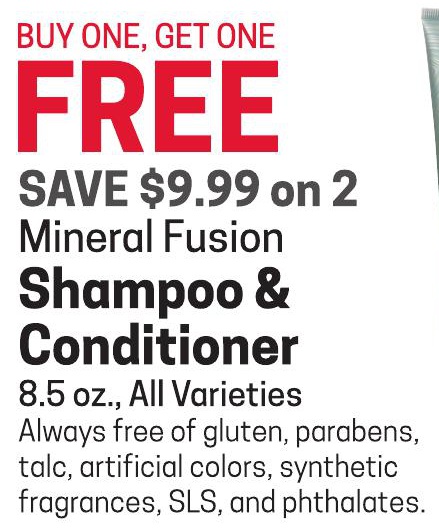 BUY ONE, GET ONE
FREE
SAVE $9.99 on 2
Mineral Fusion
Shampoo &
Conditioner
8.5 oz., All Varieties
Always free of gluten, parabens,
talc, artificial colors, synthetic
fragrances, SLS, and phthalates.